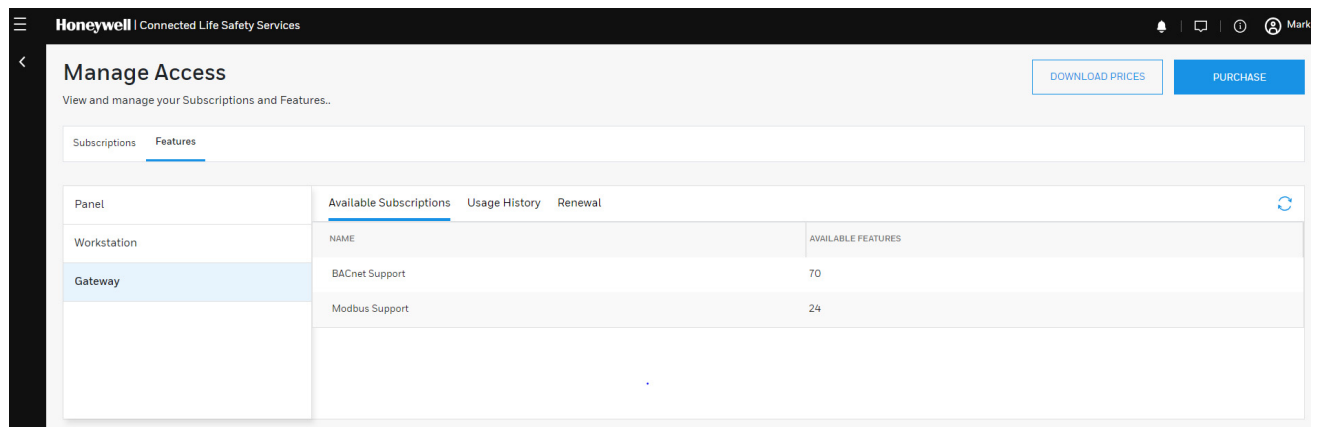 Honeywell | Connected Life Safety Services
Mark
Manage Access
View and manage your Subscriptions and Features..
DOWNLOAD PRICES
PURCHASE
Subscriptions Features
Panel
Workstation
Gateway
Available Subscriptions Usage History Renewal
NAME AVAILABLE FEATURES
BACnet Support 70
Modbus Support 24